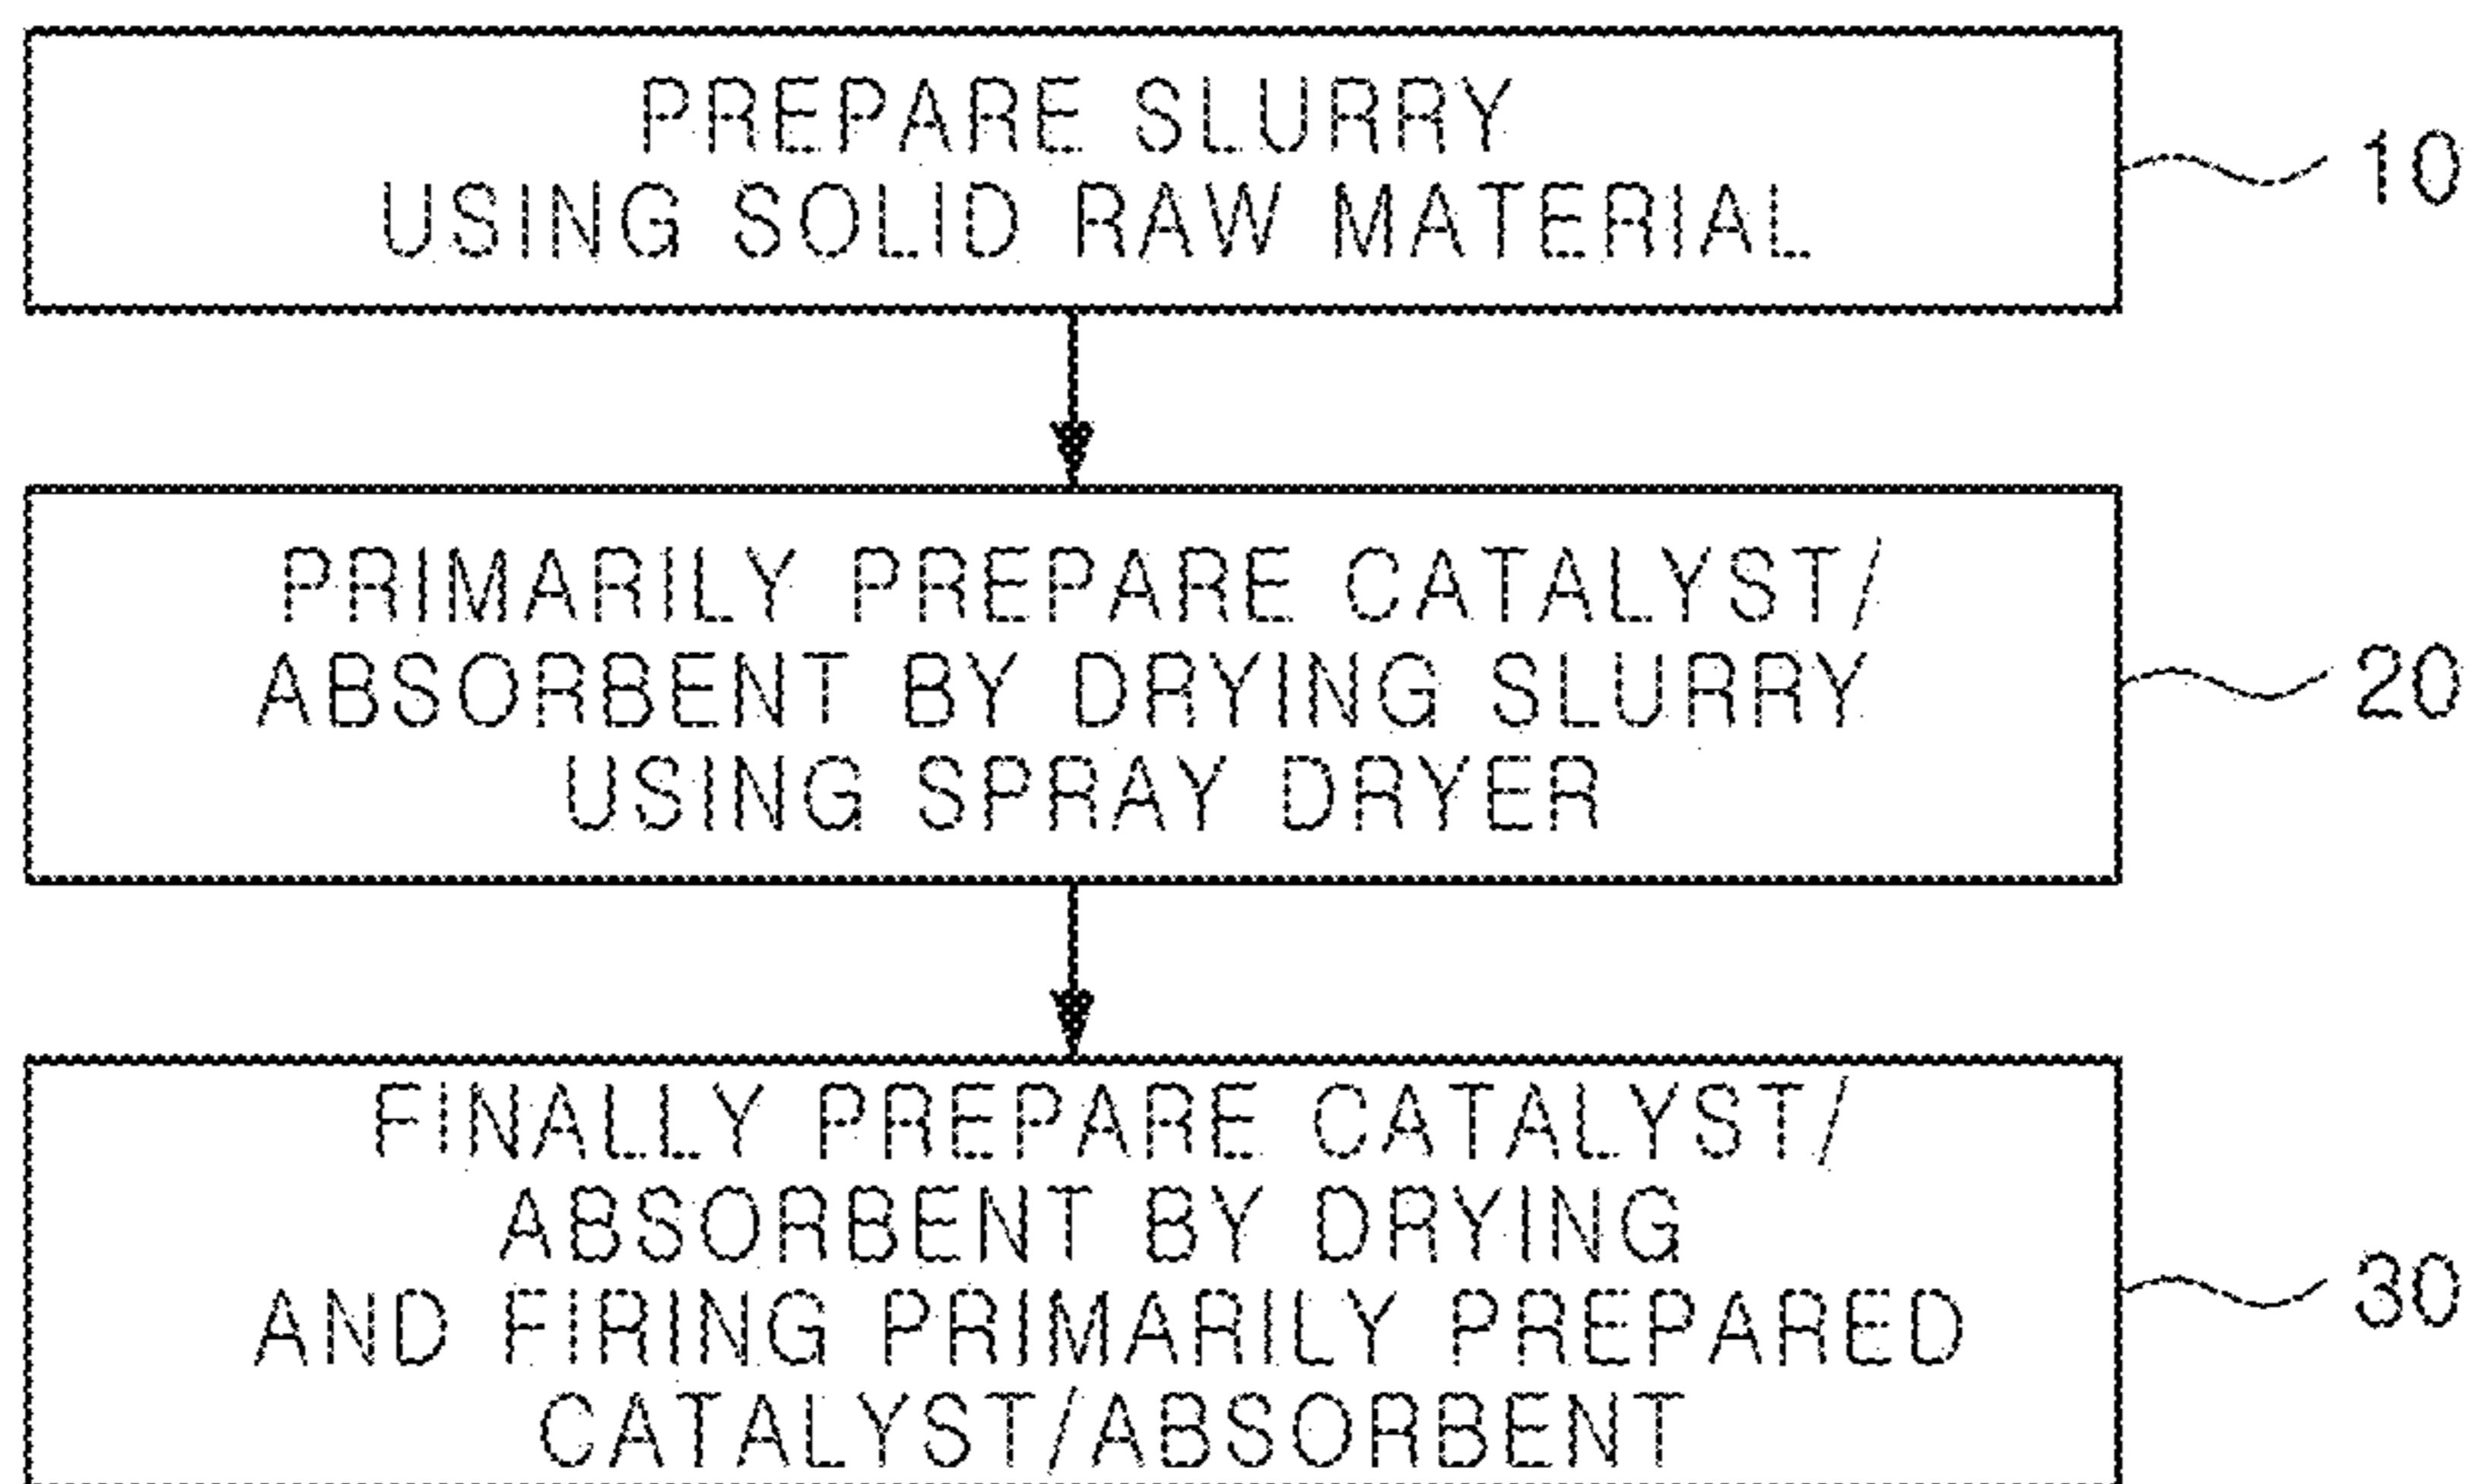 PREPARE SLURRY
USING SOLID RAW MATERIAL
10
PRIMARILY PREPARE CATALYST/
ABSORBENT BY DRYING SLURRY
USING SPRAY DRYER
20
FINALLY PREPARE CATALYST/
ABSORBENT BY DRYING
AND FIRING PRIMARILY PREPARED
CATALYST/ABSORBENT
30